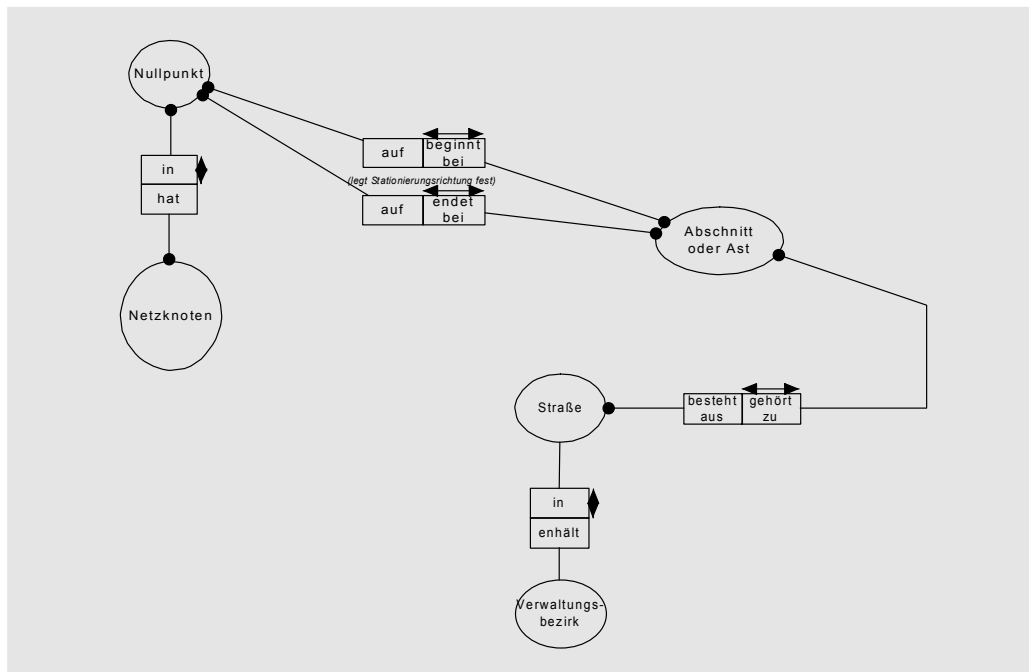 Nullpunkt
in
hat
Netzknoten
auf
beginnt
bei
(legt Stationierungsrichtung fest)
auf
endet
bei
Abschnitt
oder Ast
besteht
aus
gehört
zu
Straße
in
enhält
Verwaltungs-
bezirk